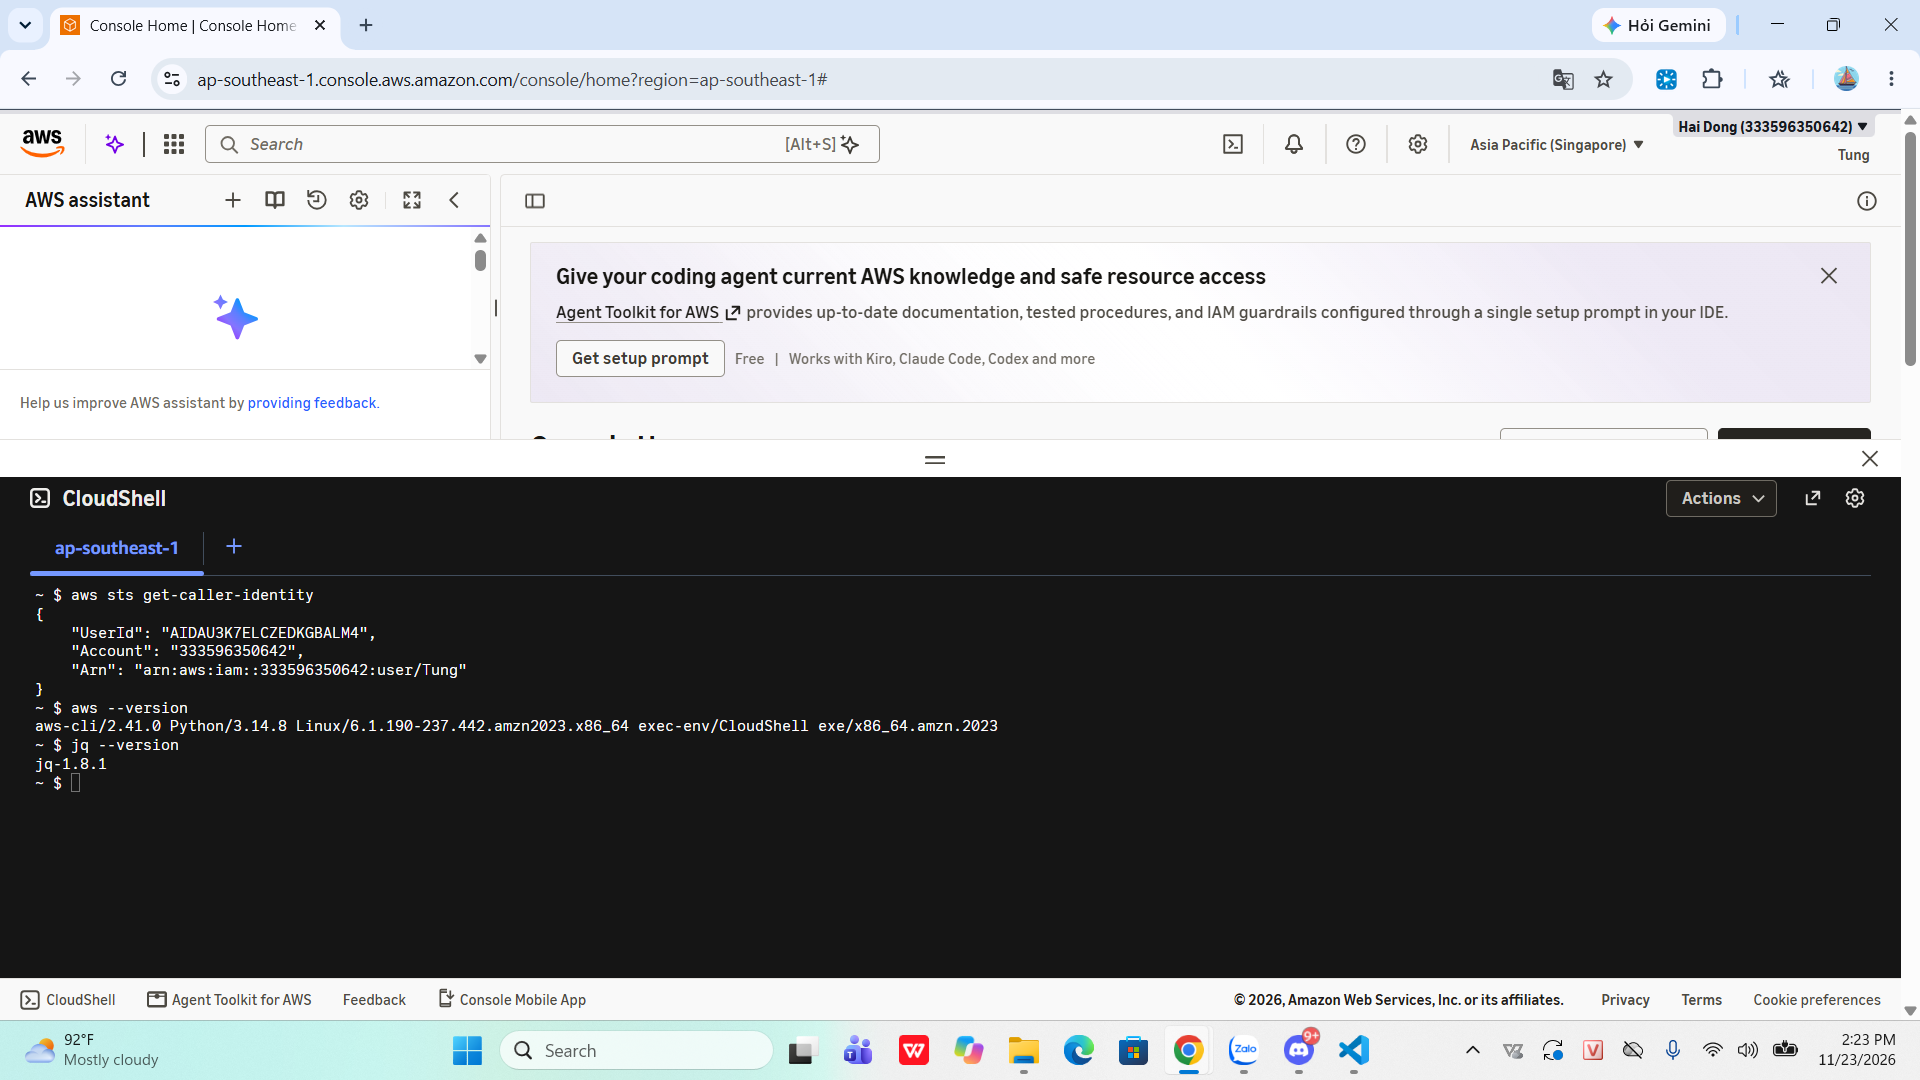 Console Home | Console Home
Hỏi Gemini
ap-southeast-1.console.aws.amazon.com/console/home?region=ap-southeast-1#
aws
Search
[Alt+S]
Asia Pacific (Singapore)
Hai Dong (333596350642)
Tung
AWS assistant
Give your coding agent current AWS knowledge and safe resource access
Agent Toolkit for AWS provides up-to-date documentation, tested procedures, and IAM guardrails configured through a single setup prompt in your IDE.
Get setup prompt
Free | Works with Kiro, Claude Code, Codex and more
Help us improve AWS assistant by providing feedback.
CloudShell
Actions
ap-southeast-1
~ $ aws sts get-caller-identity
{
"UserId": "AIDAU3K7ELCZEDKGBALM4",
"Account": "333596350642",
"Arn": "arn:aws:iam::333596350642:user/Tung"
}
~ $ aws --version
aws-cli/2.41.0 Python/3.14.8 Linux/6.1.190-237.442.amzn2023.x86_64 exec-env/CloudShell exe/x86_64.amzn.2023
~ $ jq --version
jq-1.8.1
~ $
CloudShell
Agent Toolkit for AWS
Feedback
Console Mobile App
© 2026, Amazon Web Services, Inc. or its affiliates.
Privacy
Terms
Cookie preferences
92°F
Mostly cloudy
Search
Zalo
9+
2:23 PM
11/23/2026